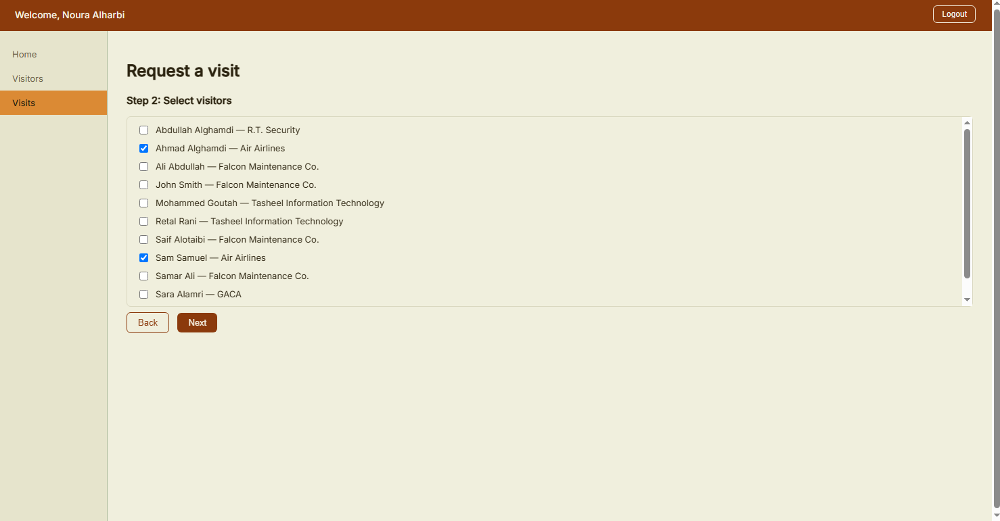 Welcome, Noura Alharbi
Logout
Home
Visitors
Visits
Request a visit
Step 2: Select visitors
Abdullah Alghamdi — R.T. Security
Ahmad Alghamdi — Air Airlines
Ali Abdullah — Falcon Maintenance Co.
John Smith — Falcon Maintenance Co.
Mohammed Goutah — Tasheel Information Technology
Retal Rani — Tasheel Information Technology
Saif Alotaibi — Falcon Maintenance Co.
Sam Samuel — Air Airlines
Samar Ali — Falcon Maintenance Co.
Sara Alamri — GACA
Back
Next